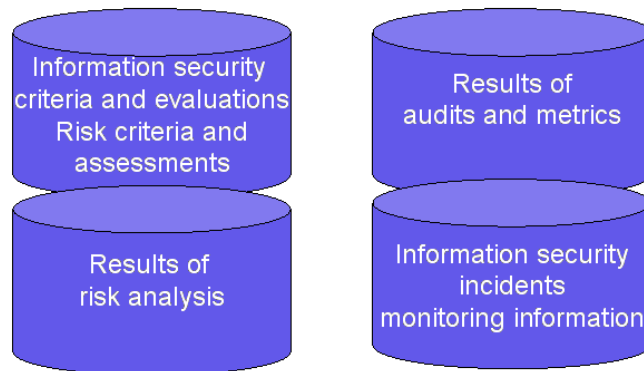 Information security
criteria and evaluations
Risk criteria and
assessments
Results of
risk analysis
Results of
audits and metrics
Information security
incidents
monitoring information